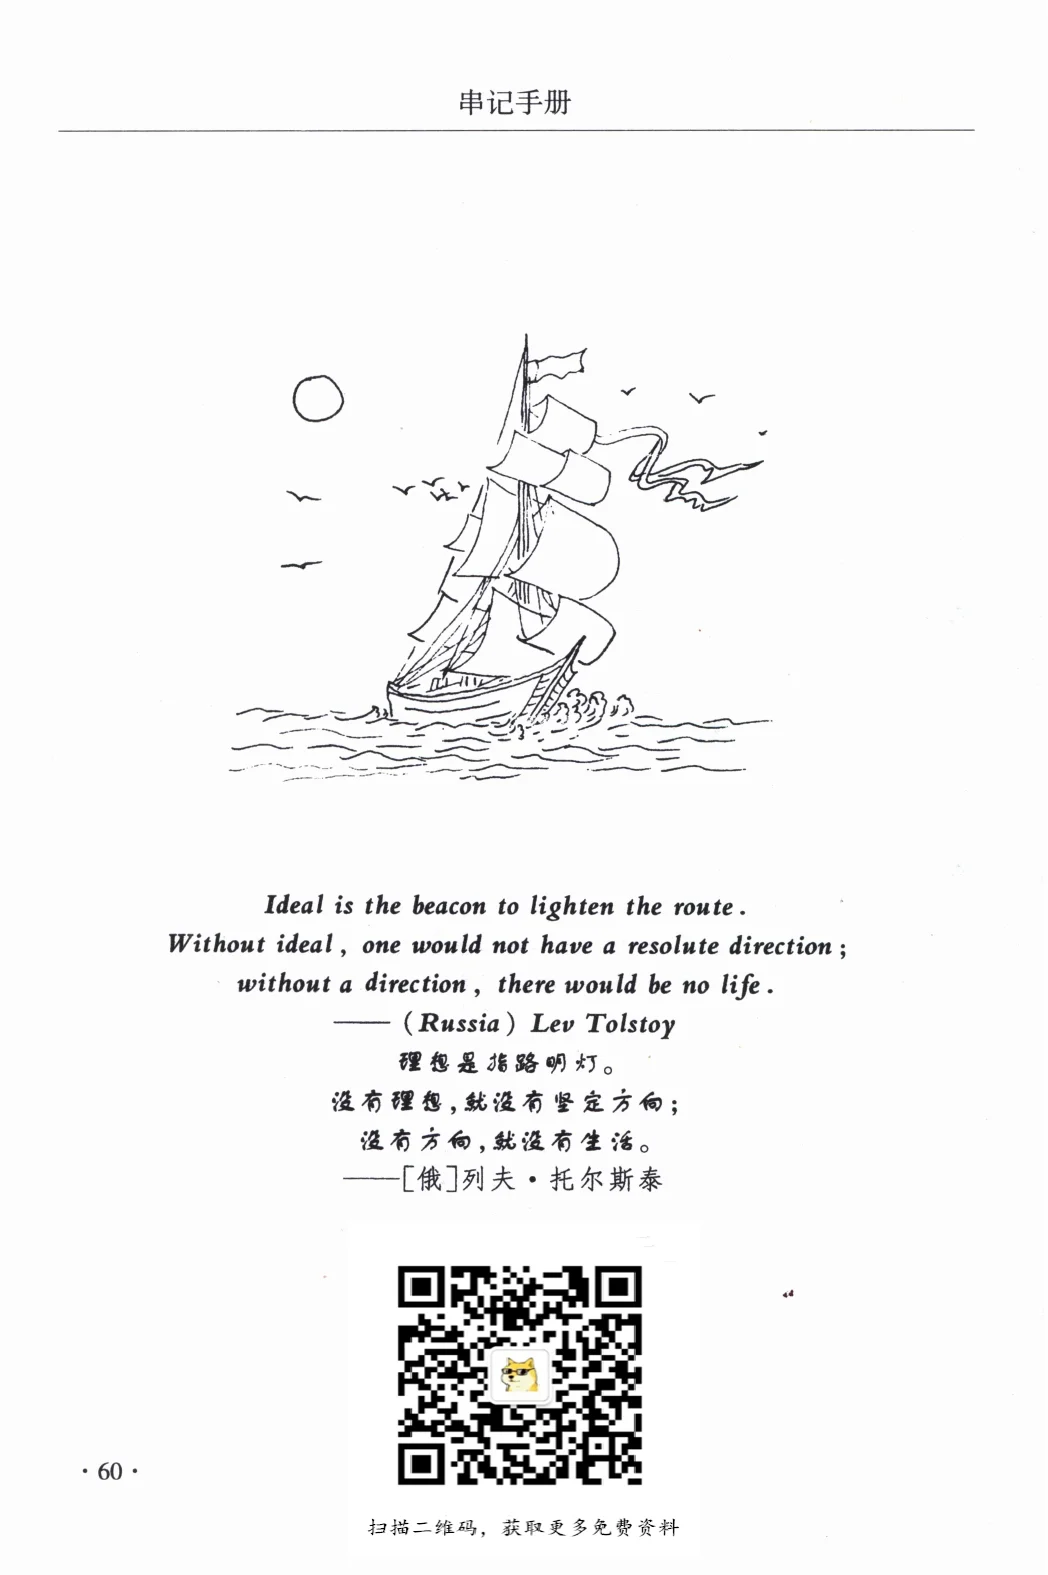 串记手册
Ideal is the beacon to lighten the route.
Without ideal, one would not have a resolute direction;
without a direction, there would be no life.
——(Russia) Lev Tolstoy
理想是指路明灯。
没有理想,就没有坚定方向;
没有方向,就没有生活。
——[俄]列夫·托尔斯泰
·60·
扫描二维码，获取更多免费资料